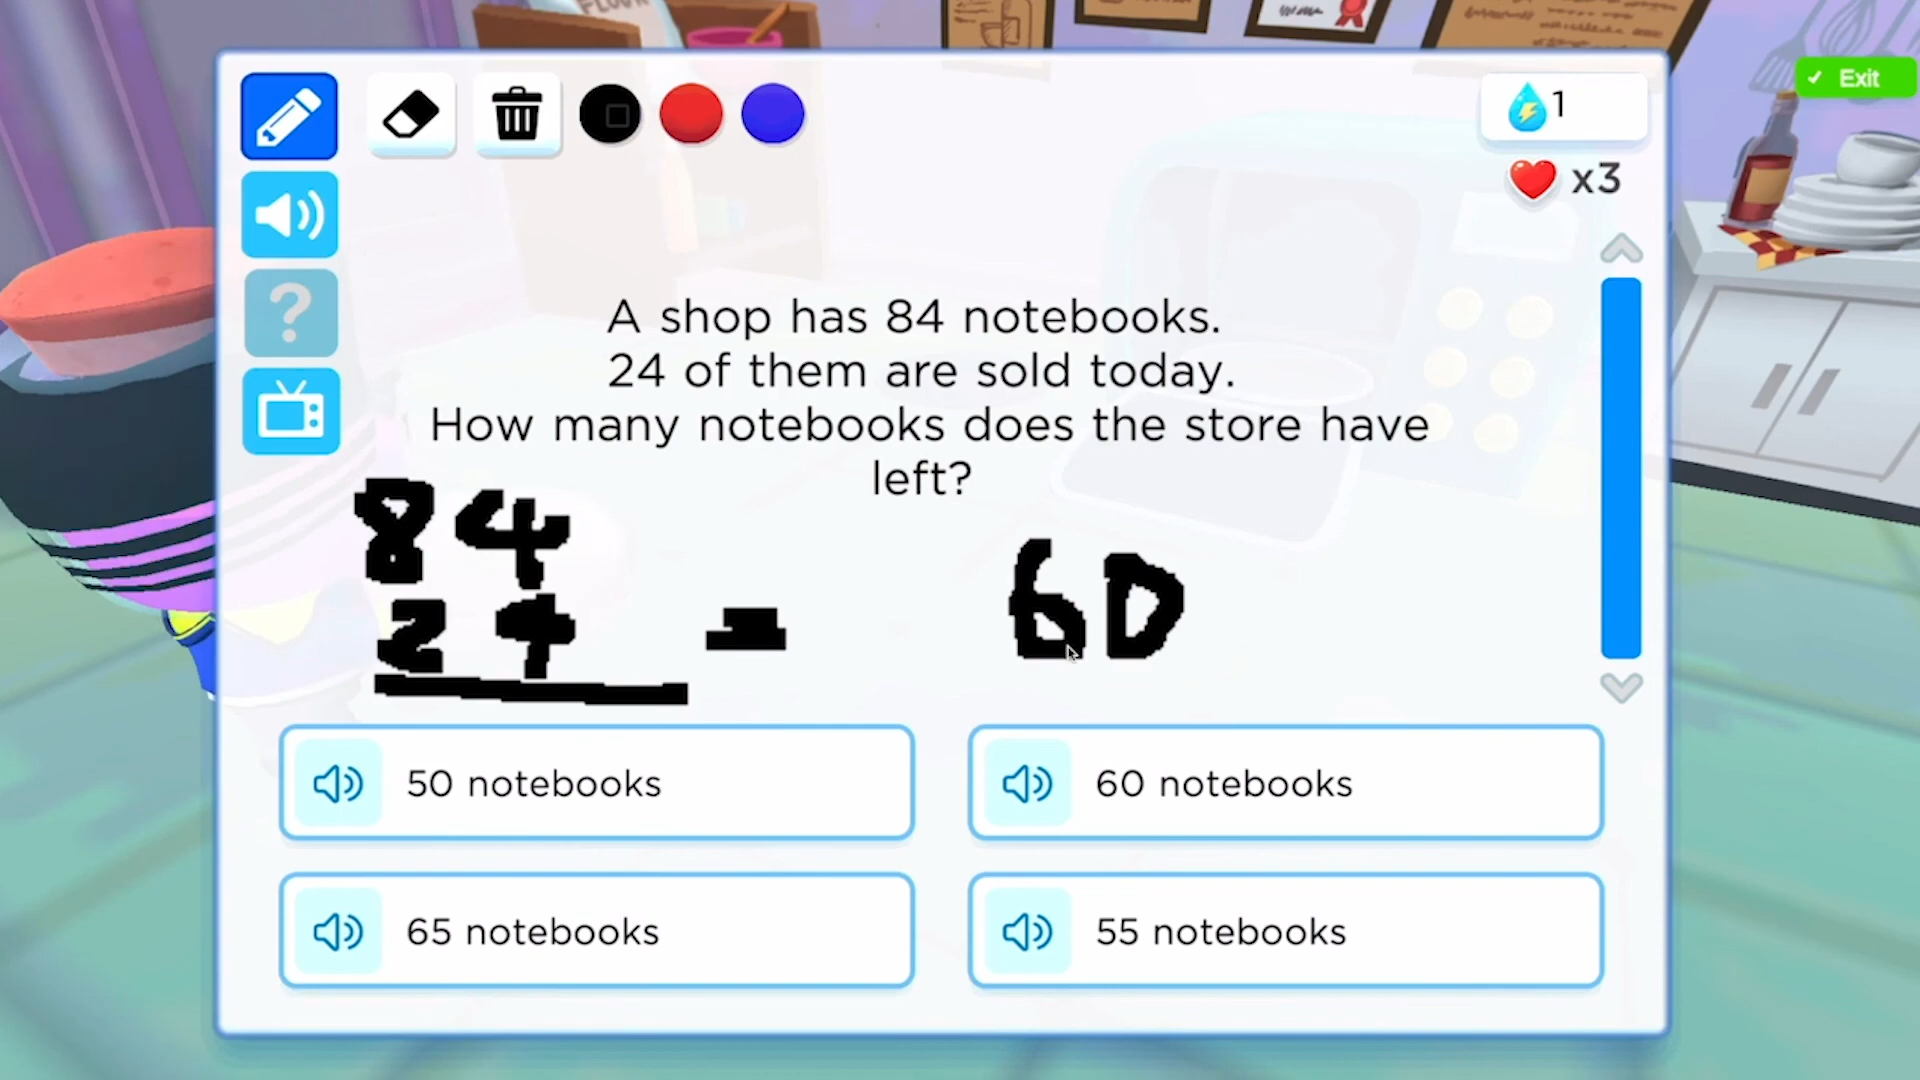 FLOUR
Exit
1
x3
A shop has 84 notebooks.
24 of them are sold today.
How many notebooks does the store have
left?
84
24 =
60
50 notebooks
60 notebooks
65 notebooks
55 notebooks